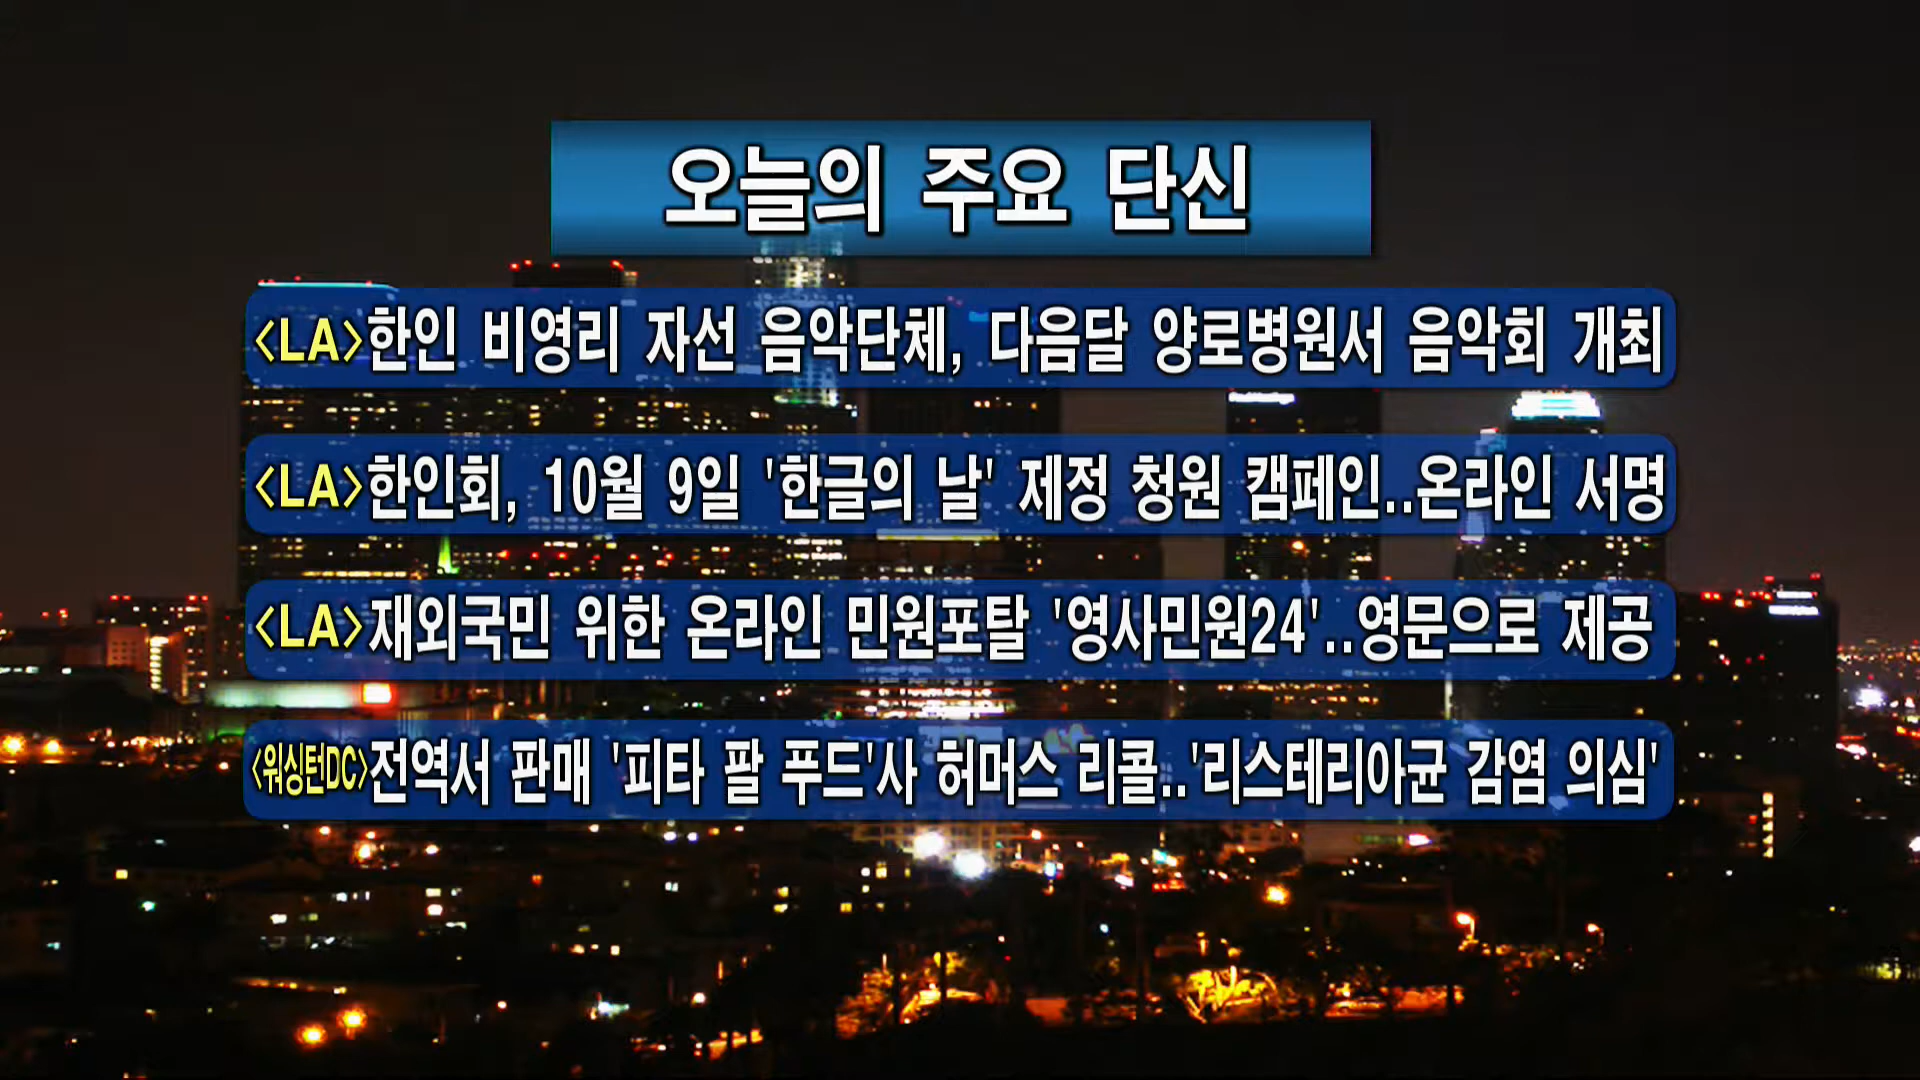 오늘의 주요 단신
<LA>한인 비영리 자선 음악단체, 다음달 양로병원서 음악회 개최
<LA>한인회, 10월 9일 '한글의 날' 제정 청원 캠페인..온라인 서명
<LA>재외국민 위한 온라인 민원포탈 '영사민원24'..영문으로 제공
<워싱턴DC>전역서 판매 '피타 팔 푸드'사 허머스 리콜..'리스테리아균 감염 의심'